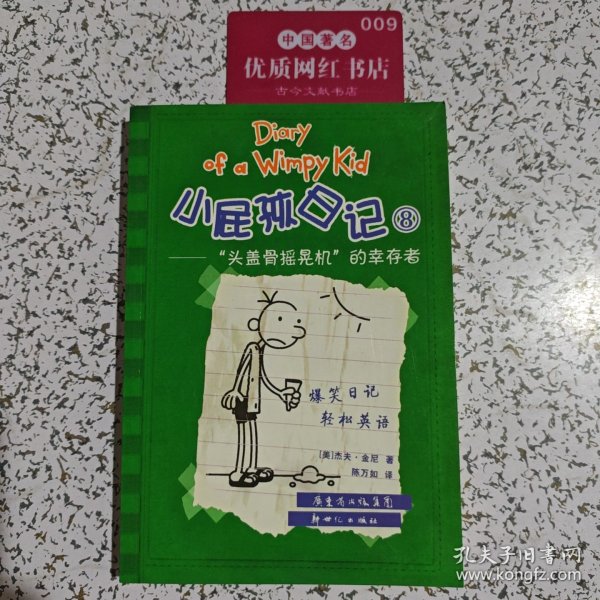 009
中国著名
优质网红书店
古今文献书店
Diary
of a Wimpy Kid
小屁孩日记⑧
——“头盖骨摇晃机”的幸存者
爆笑日记
轻松英语
[美]杰夫·金尼 著
陈万如 译
广东省出版集团
新世纪出版社
孔夫子旧书网
www.kongfz.com